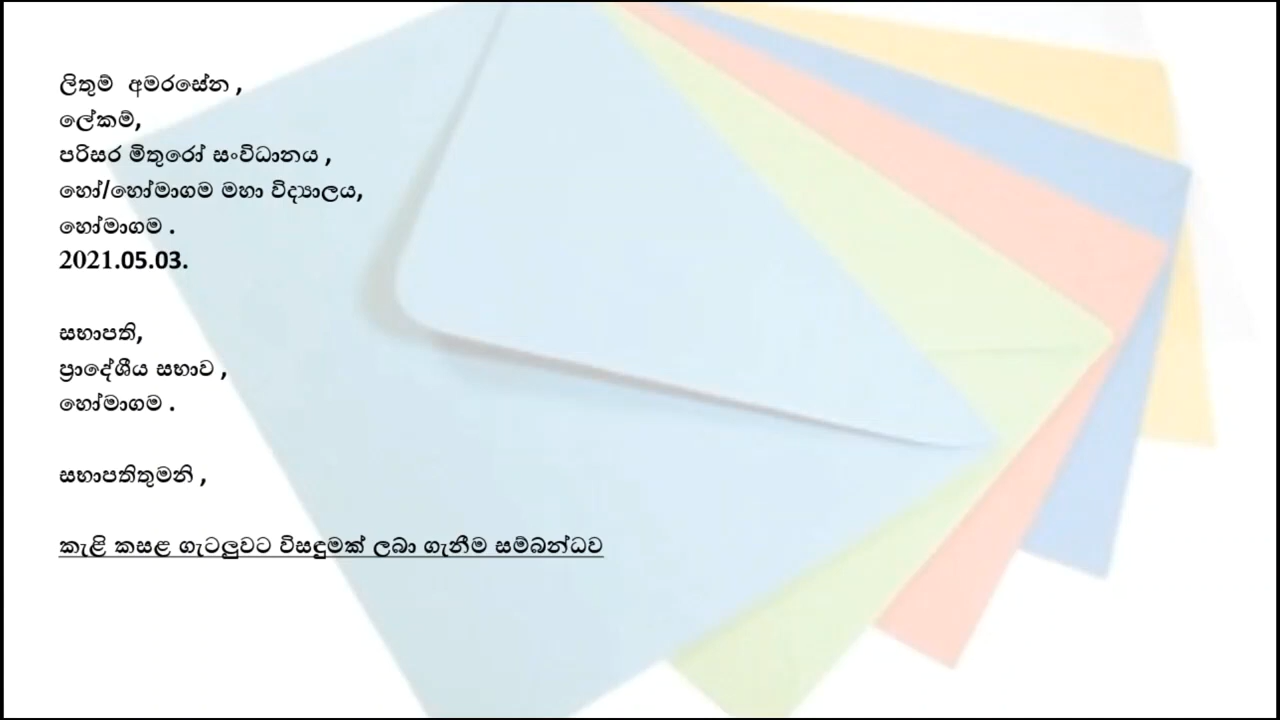 ලිතුම් අමරසේන ,
ලේකම්,
පරිසර මිතුරෝ සංවිධානය ,
හෝ/හෝමාගම මහා විද්‍යාලය,
හෝමාගම .
2021.05.03.
සභාපති,
ප්‍රාදේශීය සභාව ,
හෝමාගම .
සභාපතිතුමනි ,
කැළි කසළ ගැටලුවට විසඳුමක් ලබා ගැනීම සම්බන්ධව